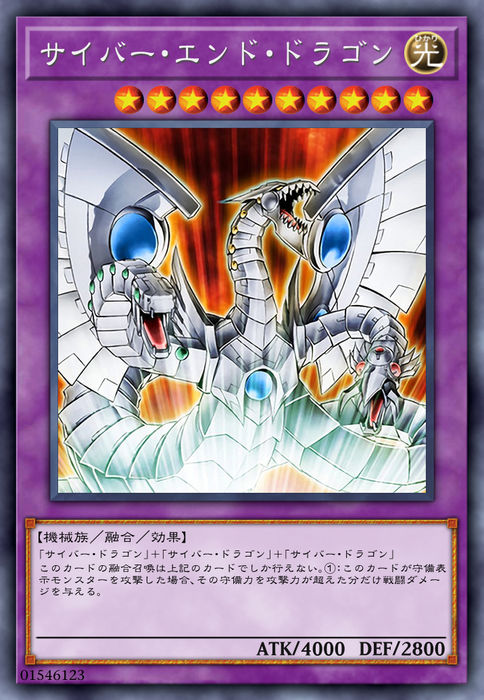 サイバー・エンド・ドラゴン
ひかり
光
【機械族／融合／効果】
「サイバー・ドラゴン」＋「サイバー・ドラゴン」＋「サイバー・ドラゴン」
このカードの融合召喚は上記のカードでしか行えない。①：このカードが守備表
示モンスターを攻撃した場合、その守備力を攻撃力が超えた分だけ戦闘ダメー
ジを与える。
ATK/4000 DEF/2800
01546123